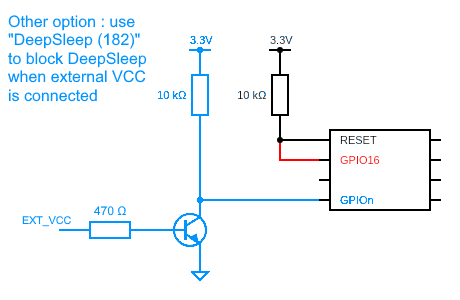 Other option : use
"DeepSleep (182)"
to block DeepSleep
when external VCC
is connected
3.3V
3.3V
10 kΩ
10 kΩ
RESET
GPIO16
GPIOn
470 Ω
EXT_VCC